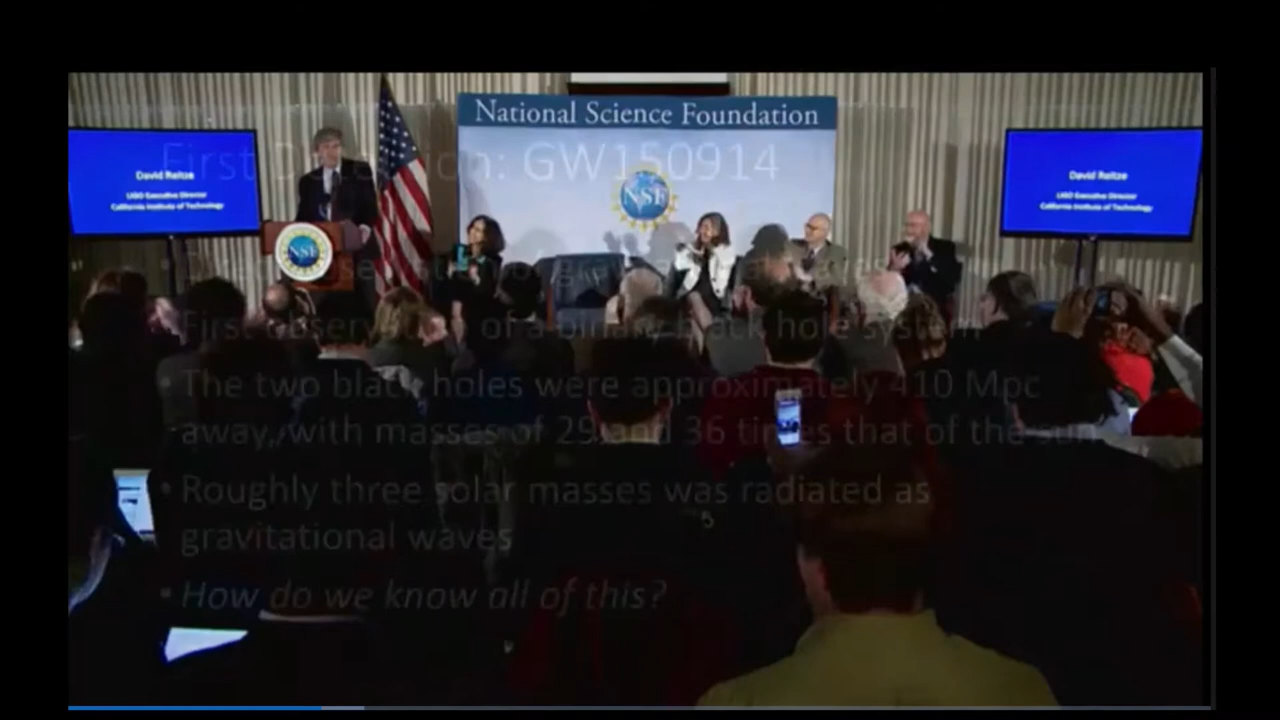 National Science Foundation
First Detection: GW150914
David Reitze
LIGO Executive Director
California Institute of Technology
NSF
NSF
David Reitze
LIGO Executive Director
California Institute of Technology
• First observation of a binary black hole system
• The two black holes were approximately 410 Mpc
away, with masses of 29 and 36 times that of the sun
• Roughly three solar masses was radiated as
gravitational waves
• How do we know all of this?